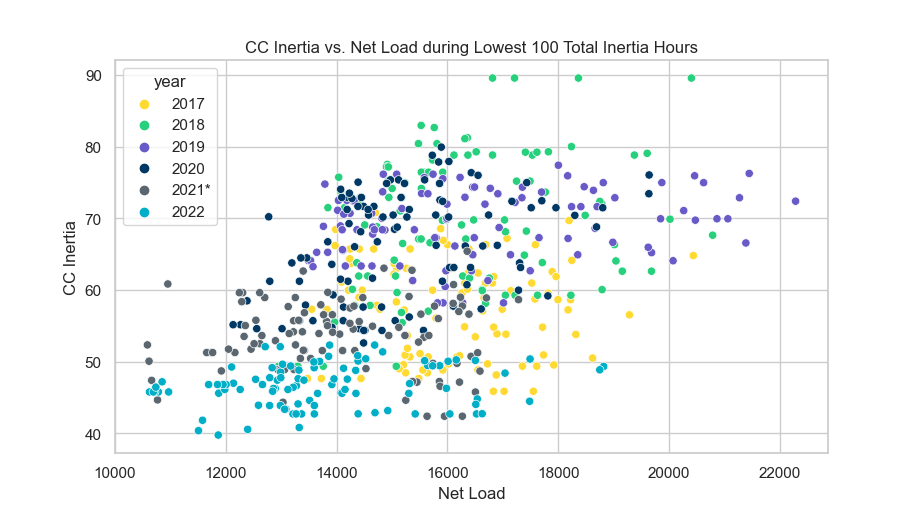 CC Inertia vs. Net Load during Lowest 100 Total Inertia Hours
year
2017
2018
2019
2020
2021*
2022
CC Inertia
90
80
70
60
50
40
10000 12000 14000 16000 18000 20000 22000
Net Load